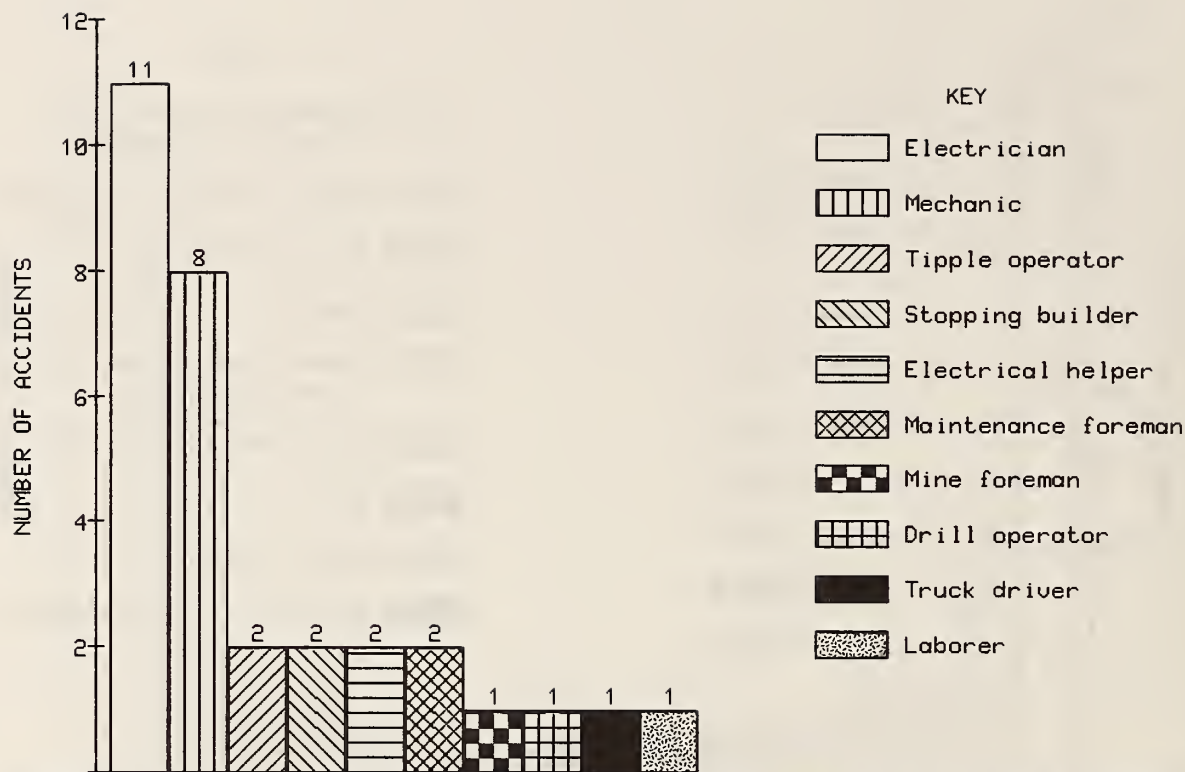 12
11
10
8
8
6
4
2
2
2
2
2
1
1
1
1
NUMBER OF ACCIDENTS
KEY
Electrician
Mechanic
Tipple operator
Stopping builder
Electrical helper
Maintenance foreman
Mine foreman
Drill operator
Truck driver
Laborer